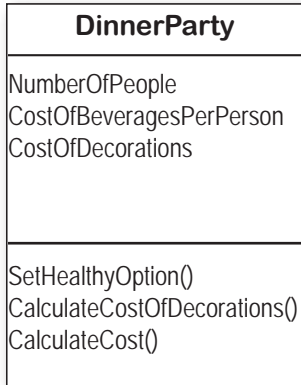 DinnerParty
NumberOfPeople
CostOfBeveragesPerPerson
CostOfDecorations
SetHealthyOption()
CalculateCostOfDecorations()
CalculateCost()